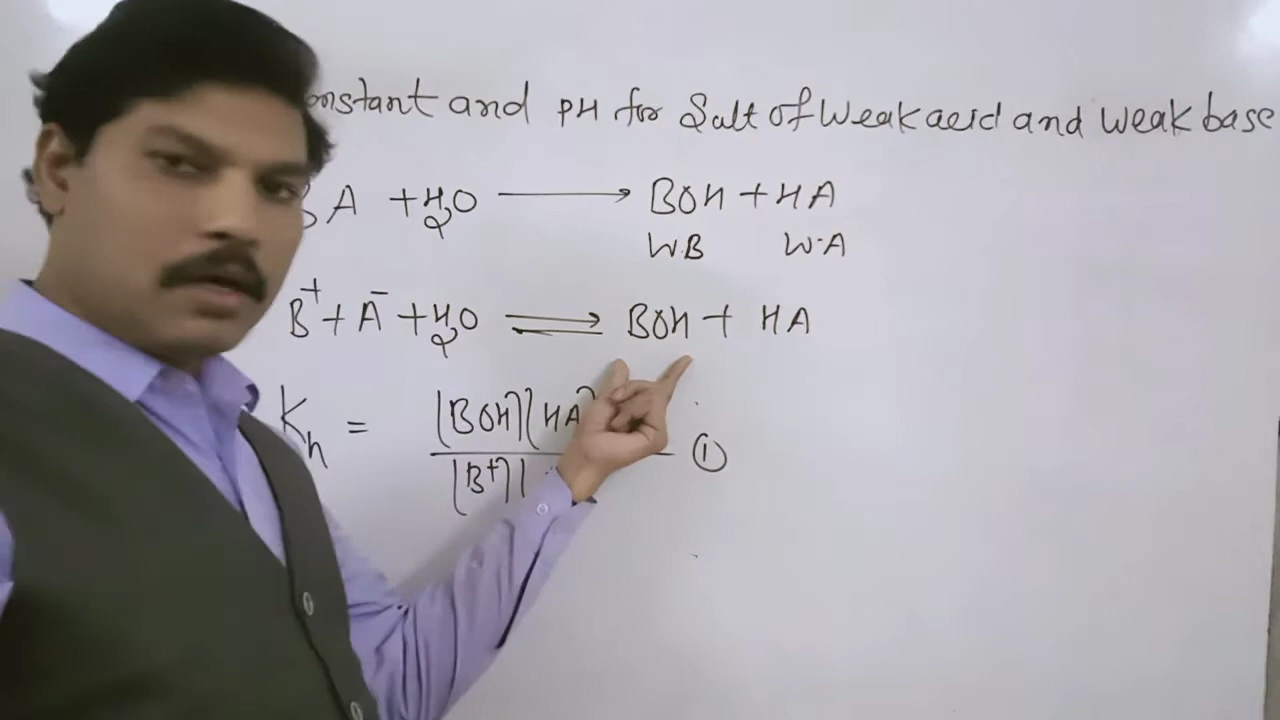 onstant and pH for Salt of Weak acid and Weak base
BA + H2O ⟶ BOH + HA
W.B W.A
B+ + A- + H2O ⇌ BOH + HA
Kh = [BOH][HA] / [B+][ ①